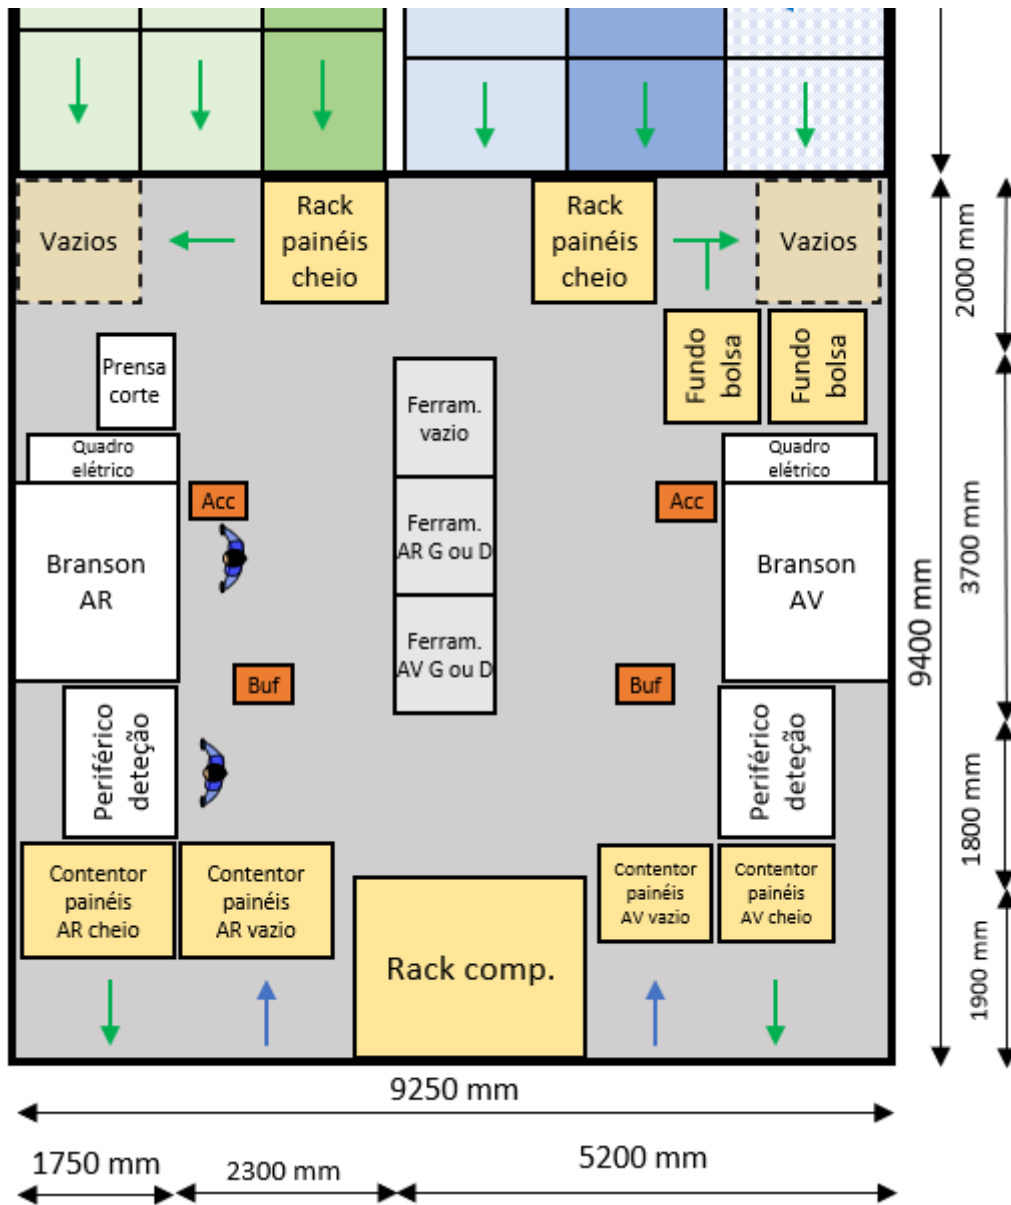 Vazios
Rack
painéis
cheio
Rack
painéis
cheio
Vazios
2000 mm
Prensa
corte
Fundo
bolsa
Fundo
bolsa
Ferram.
vazio
Quadro
elétrico
Quadro
elétrico
Acc
Acc
3700 mm
Branson
AR
Ferram.
AR G ou D
Branson
AV
9400 mm
Ferram.
AV G ou D
Buf
Buf
Periférico
deteção
Periférico
deteção
1800 mm
Contentor
painéis
AR cheio
Contentor
painéis
AR vazio
Contentor
painéis
AV vazio
Contentor
painéis
AV cheio
Rack comp.
1900 mm
9250 mm
1750 mm
2300 mm
5200 mm